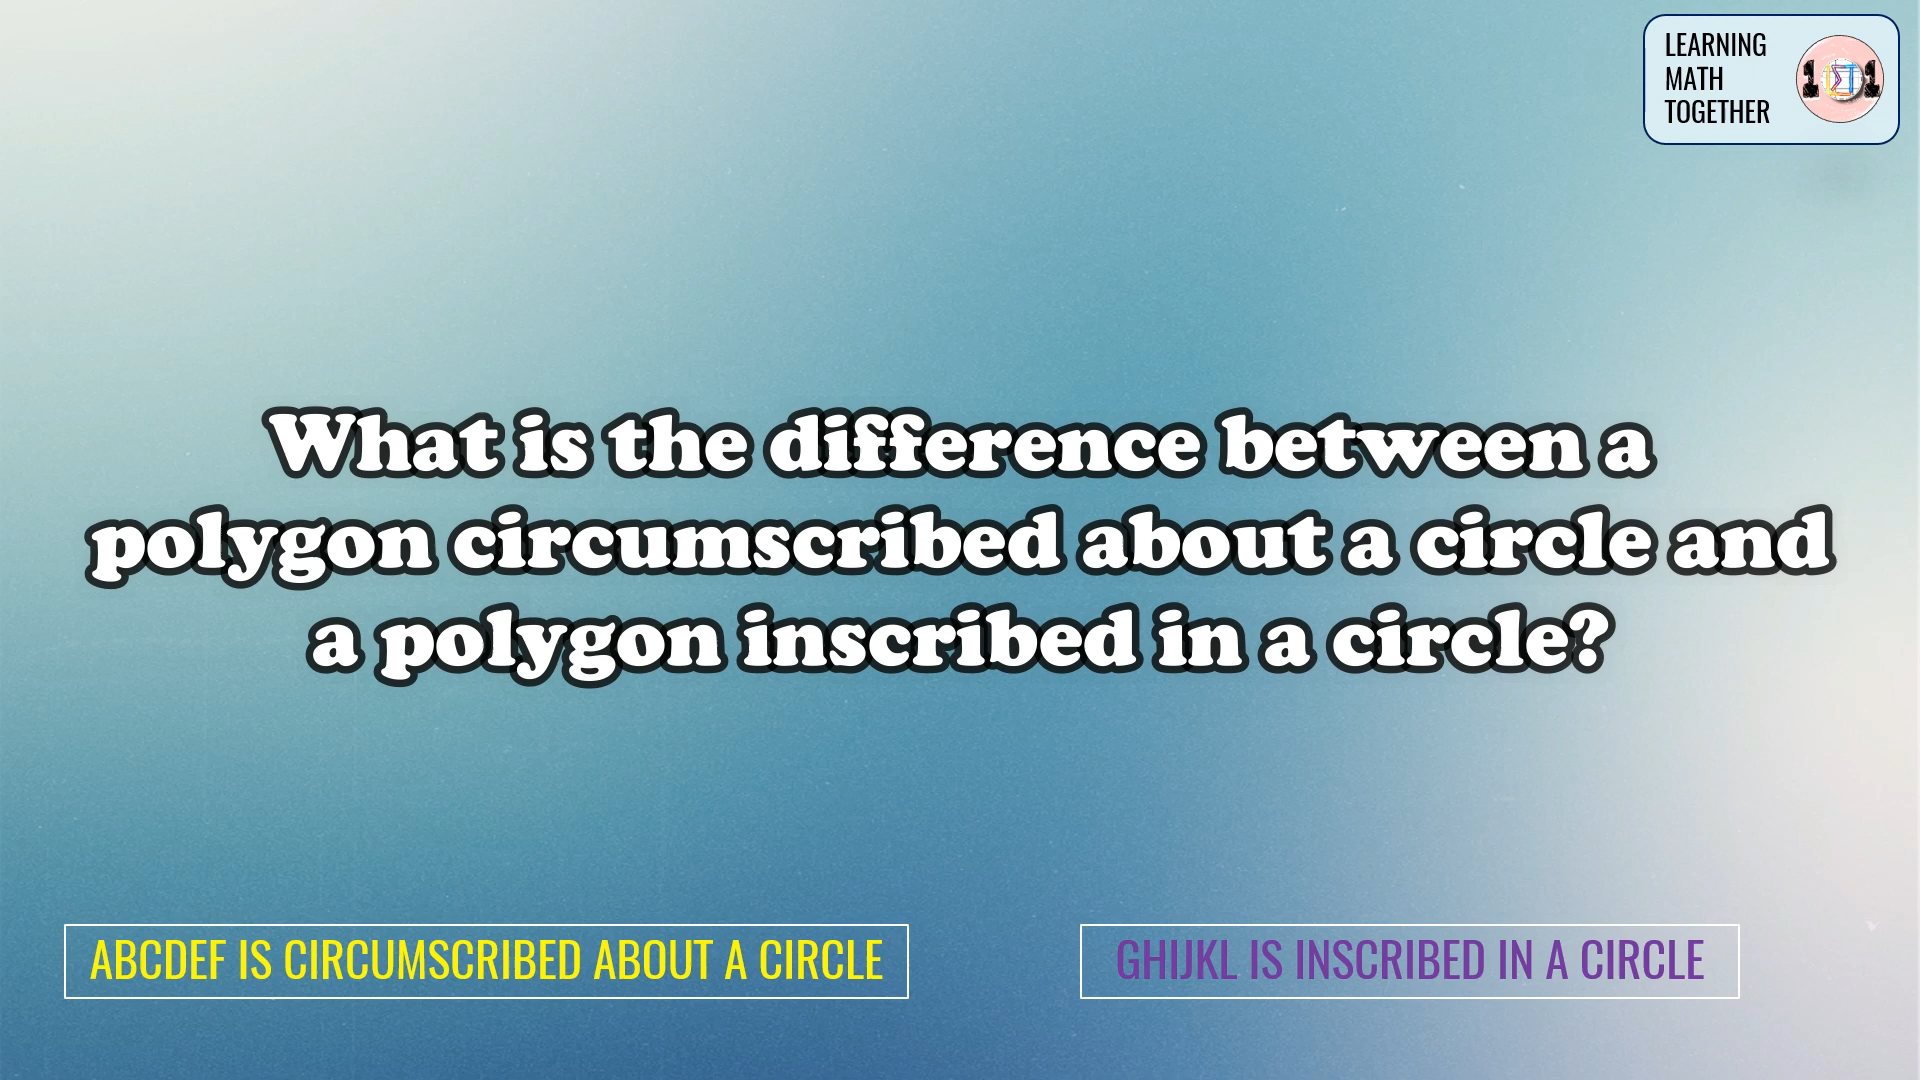 LEARNING
MATH
TOGETHER
What is the difference between a
polygon circumscribed about a circle and
a polygon inscribed in a circle?
ABCDEF IS CIRCUMSCRIBED ABOUT A CIRCLE
GHIJKL IS INSCRIBED IN A CIRCLE